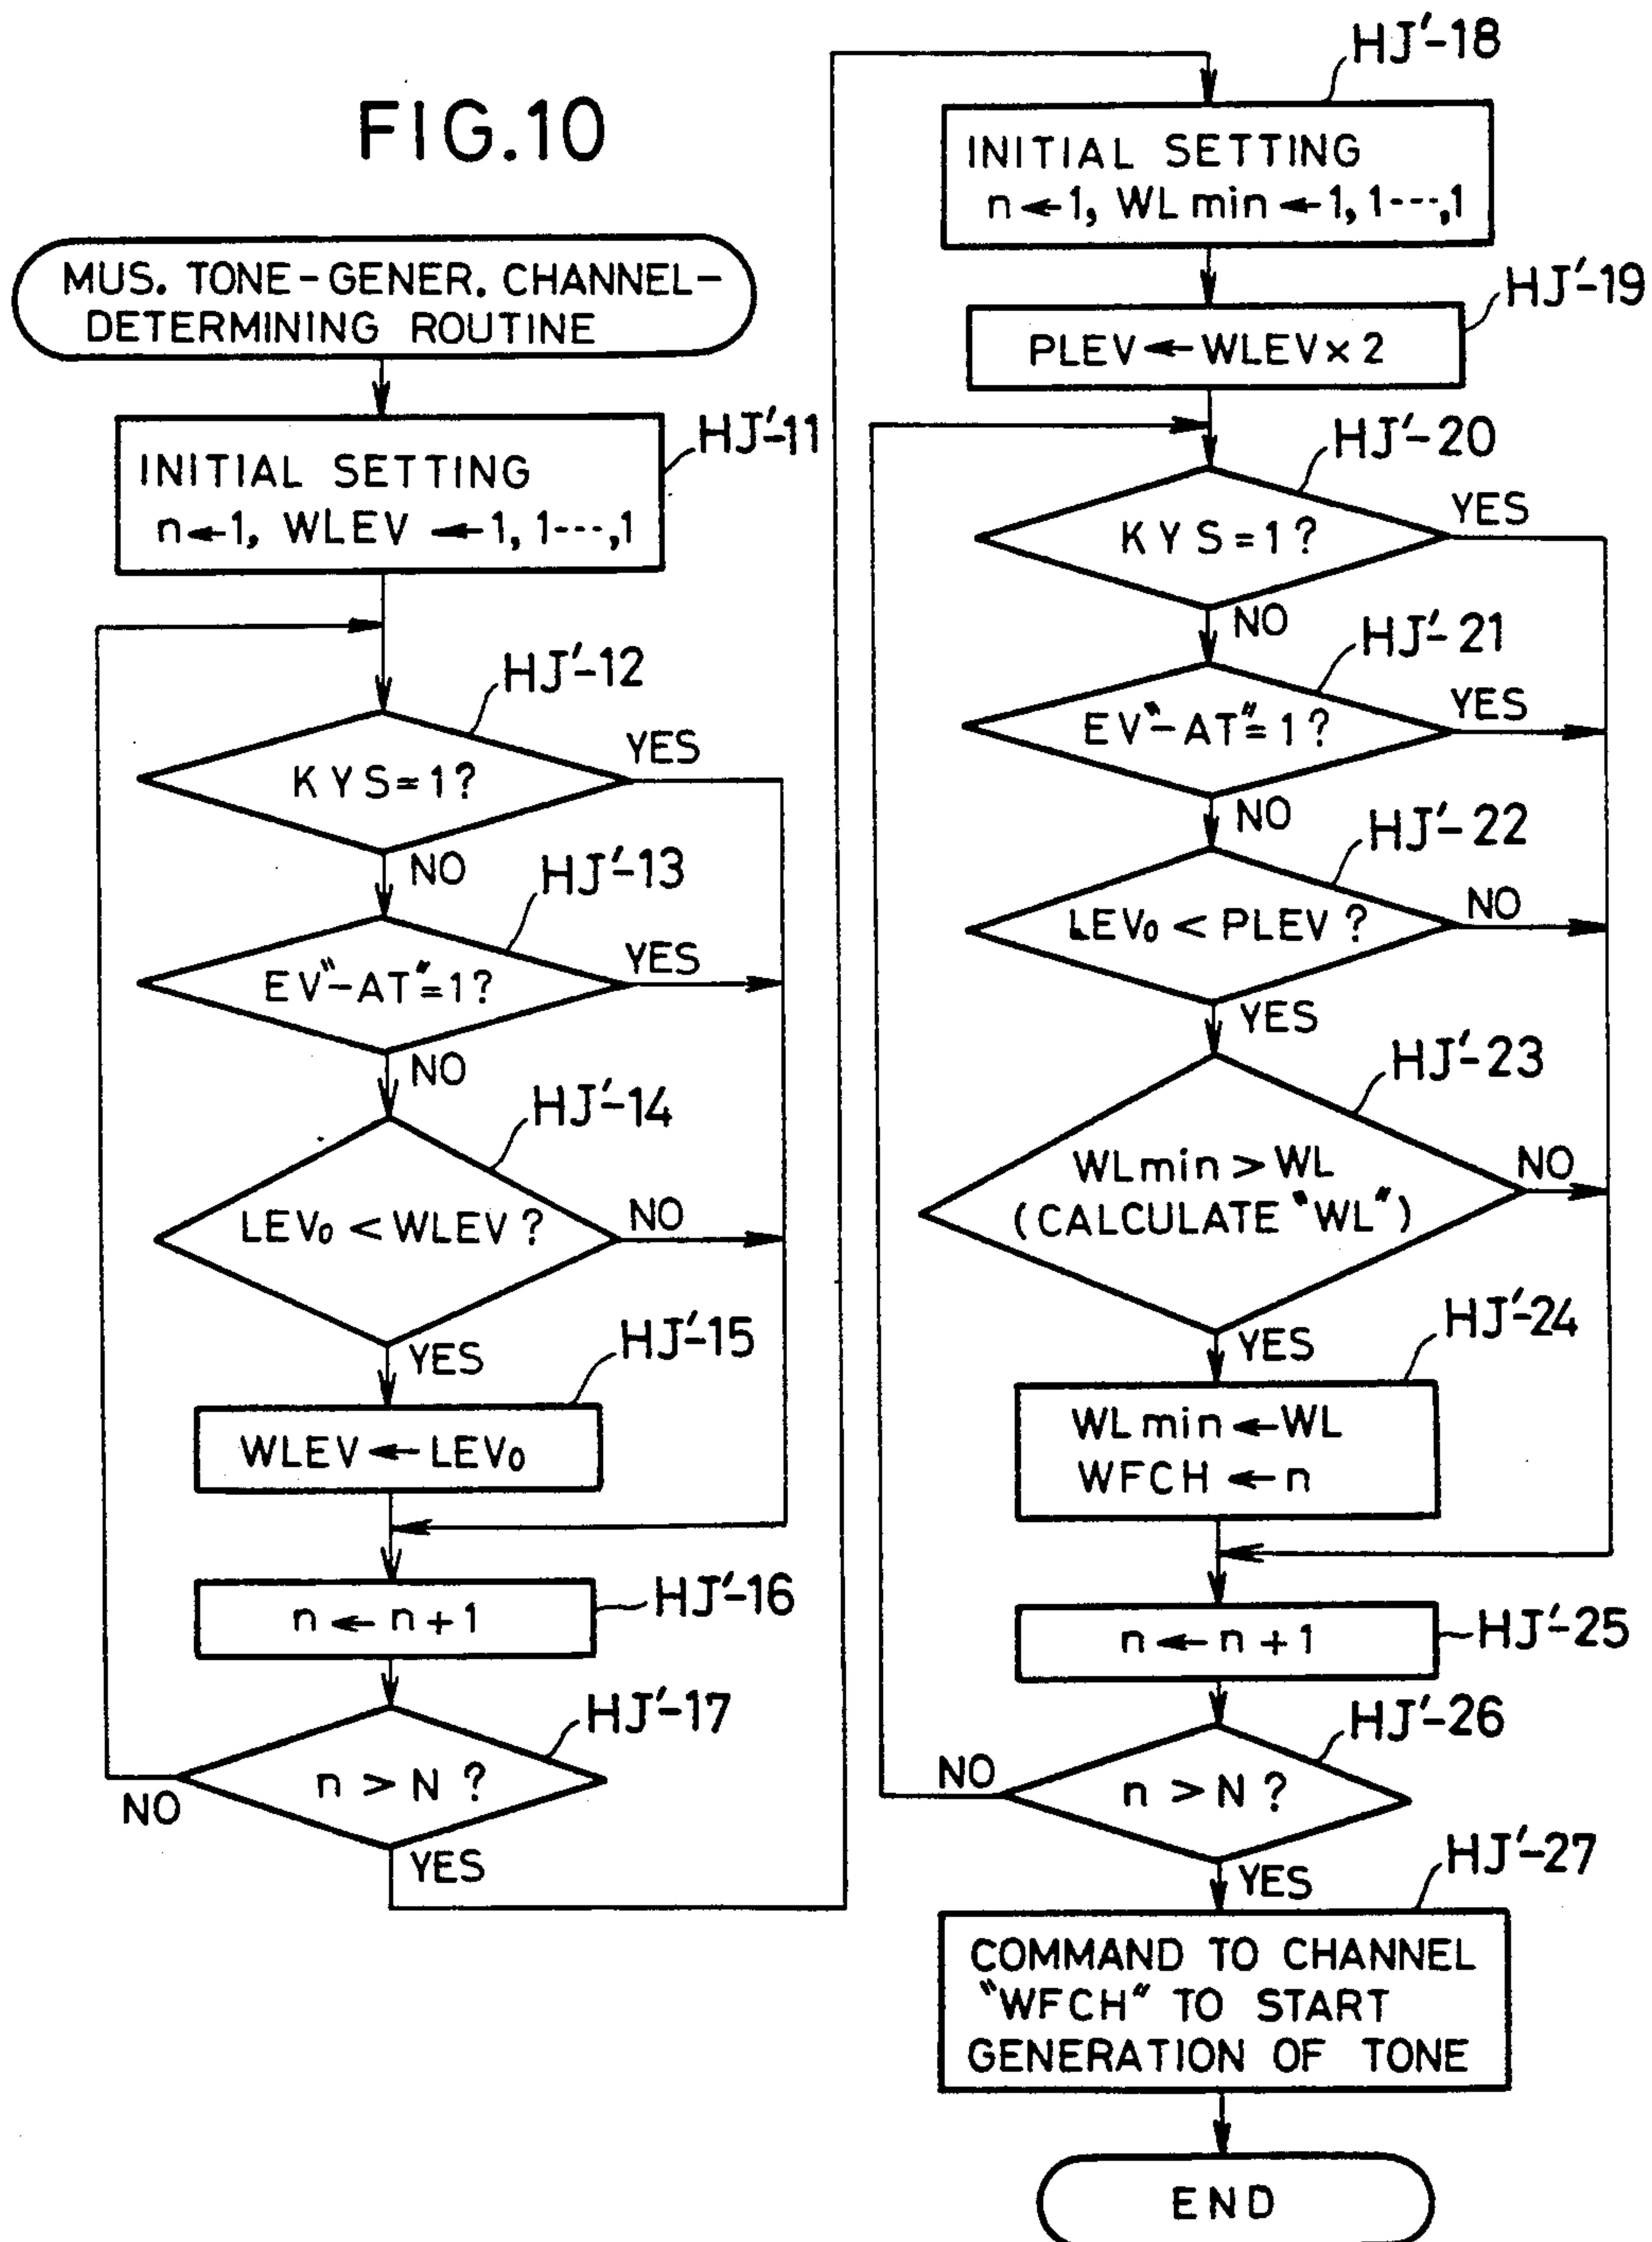 FIG.10
MUS. TONE-GENER. CHANNEL-
DETERMINING ROUTINE
HJ'-11
INITIAL SETTING
n←1, WLEV ←1, 1---,1
HJ'-12
KYS=1?
YES
NO
HJ'-13
EV"-AT"=1?
YES
NO
HJ'-14
LEV₀ < WLEV ?
NO
YES
HJ'-15
WLEV ← LEV₀
HJ'-16
n ← n+1
HJ'-17
n > N ?
NO
YES
HJ'-18
INITIAL SETTING
n←1, WL min ←1, 1---,1
HJ'-19
PLEV ← WLEV × 2
HJ'-20
KYS=1?
YES
NO
HJ'-21
EV"-AT"=1?
YES
NO
HJ'-22
LEV₀ < PLEV ?
NO
YES
HJ'-23
WLmin > WL
(CALCULATE "WL")
NO
YES
HJ'-24
WLmin ← WL
WFCH ← n
HJ'-25
n ← n +1
HJ'-26
n > N ?
NO
YES
HJ'-27
COMMAND TO CHANNEL
"WFCH" TO START
GENERATION OF TONE
END